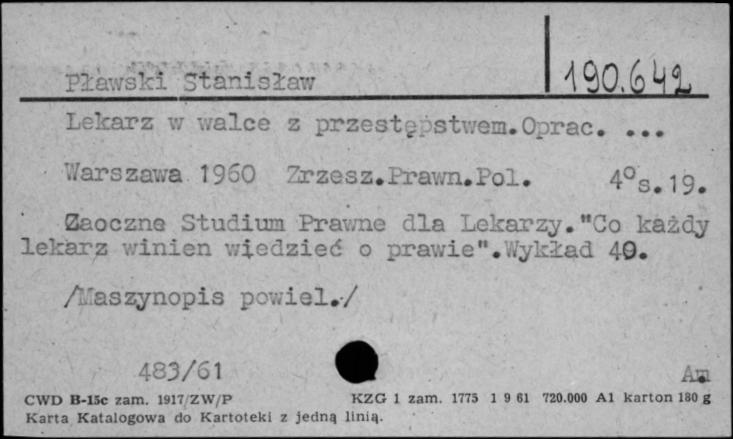 Pławski Stanisław 190.642
Lekarz w walce z przestępstwem.Oprac. ...
Warszawa 1960 Zrzesz.Prawn.Pol. 4°s.19.
Zaoczne Studium Prawne dla Lekarzy."Co każdy
lekarz winien wiedzieć o prawie".Wykład 40.
/Maszynopis powiel./
483/61 Am
CWD B-15c zam. 1917/ZW/P KZG 1 zam. 1775 1 9 61 720.000 A1 karton 180 g
Karta Katalogowa do Kartoteki z jedną linią.